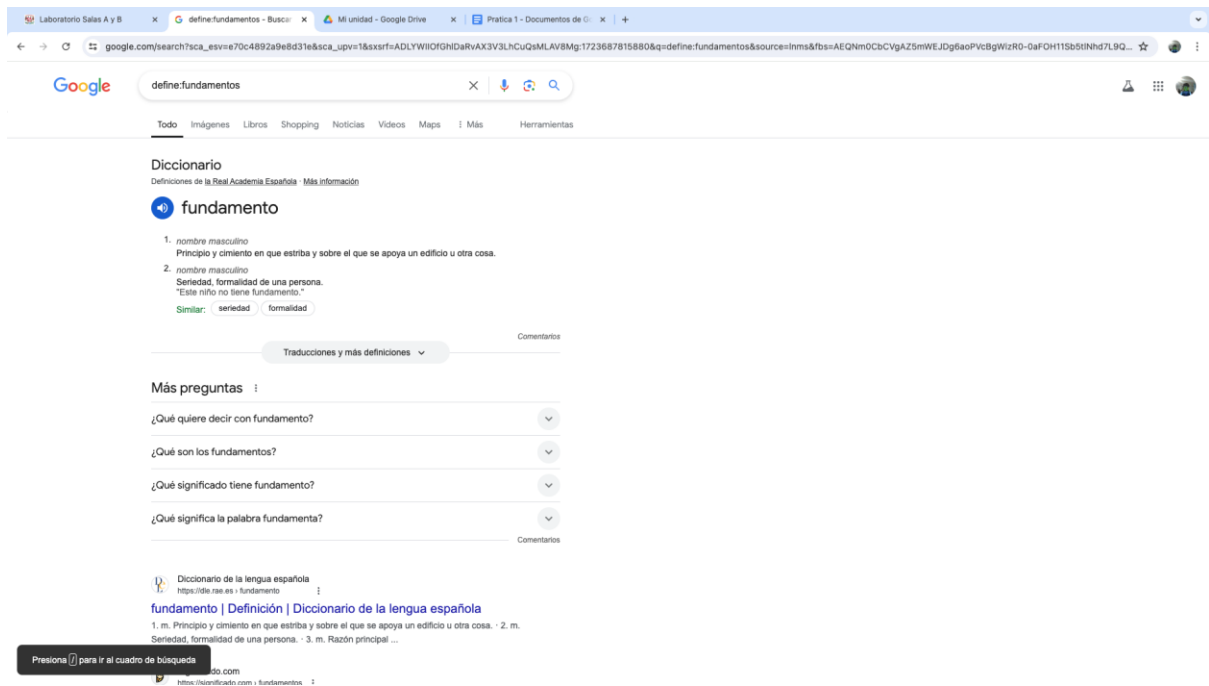 Laboratorio Salas A y B
define:fundamentos - Buscar
Mi unidad - Google Drive
Pratica 1 - Documentos de Go
google.com/search?sca_esv=e70c4892a9e8d31e&sca_upv=1&sxsrf=ADLYWIIOfGhlDaRvAX3V3LhCuQsMLAV8Mg:1723687815880&q=define:fundamentos&source=lnms&fbs=AEQNm0CbCVgAZ5mWEJDg6aoPVcBgWizR0-0aFOH11Sb5tlNhd7L9Q...
Google
define:fundamentos
Todo Imágenes Libros Shopping Noticias Videos Maps Más Herramientas
Diccionario
Definiciones de la Real Academia Española · Más información
fundamento
1. nombre masculino
Principio y cimiento en que estriba y sobre el que se apoya un edificio u otra cosa.
2. nombre masculino
Seriedad, formalidad de una persona.
"Este niño no tiene fundamento."
Similar: seriedad formalidad
Comentarios
Traducciones y más definiciones
Más preguntas
¿Qué quiere decir con fundamento?
¿Qué son los fundamentos?
¿Qué significado tiene fundamento?
¿Qué significa la palabra fundamenta?
Comentarios
Diccionario de la lengua española
https://dle.rae.es › fundamento
fundamento | Definición | Diccionario de la lengua española
1. m. Principio y cimiento en que estriba y sobre el que se apoya un edificio u otra cosa. · 2. m.
Seriedad, formalidad de una persona. · 3. m. Razón principal ...
Presiona / para ir al cuadro de búsqueda
do.com
https://significado.com › fundamentos